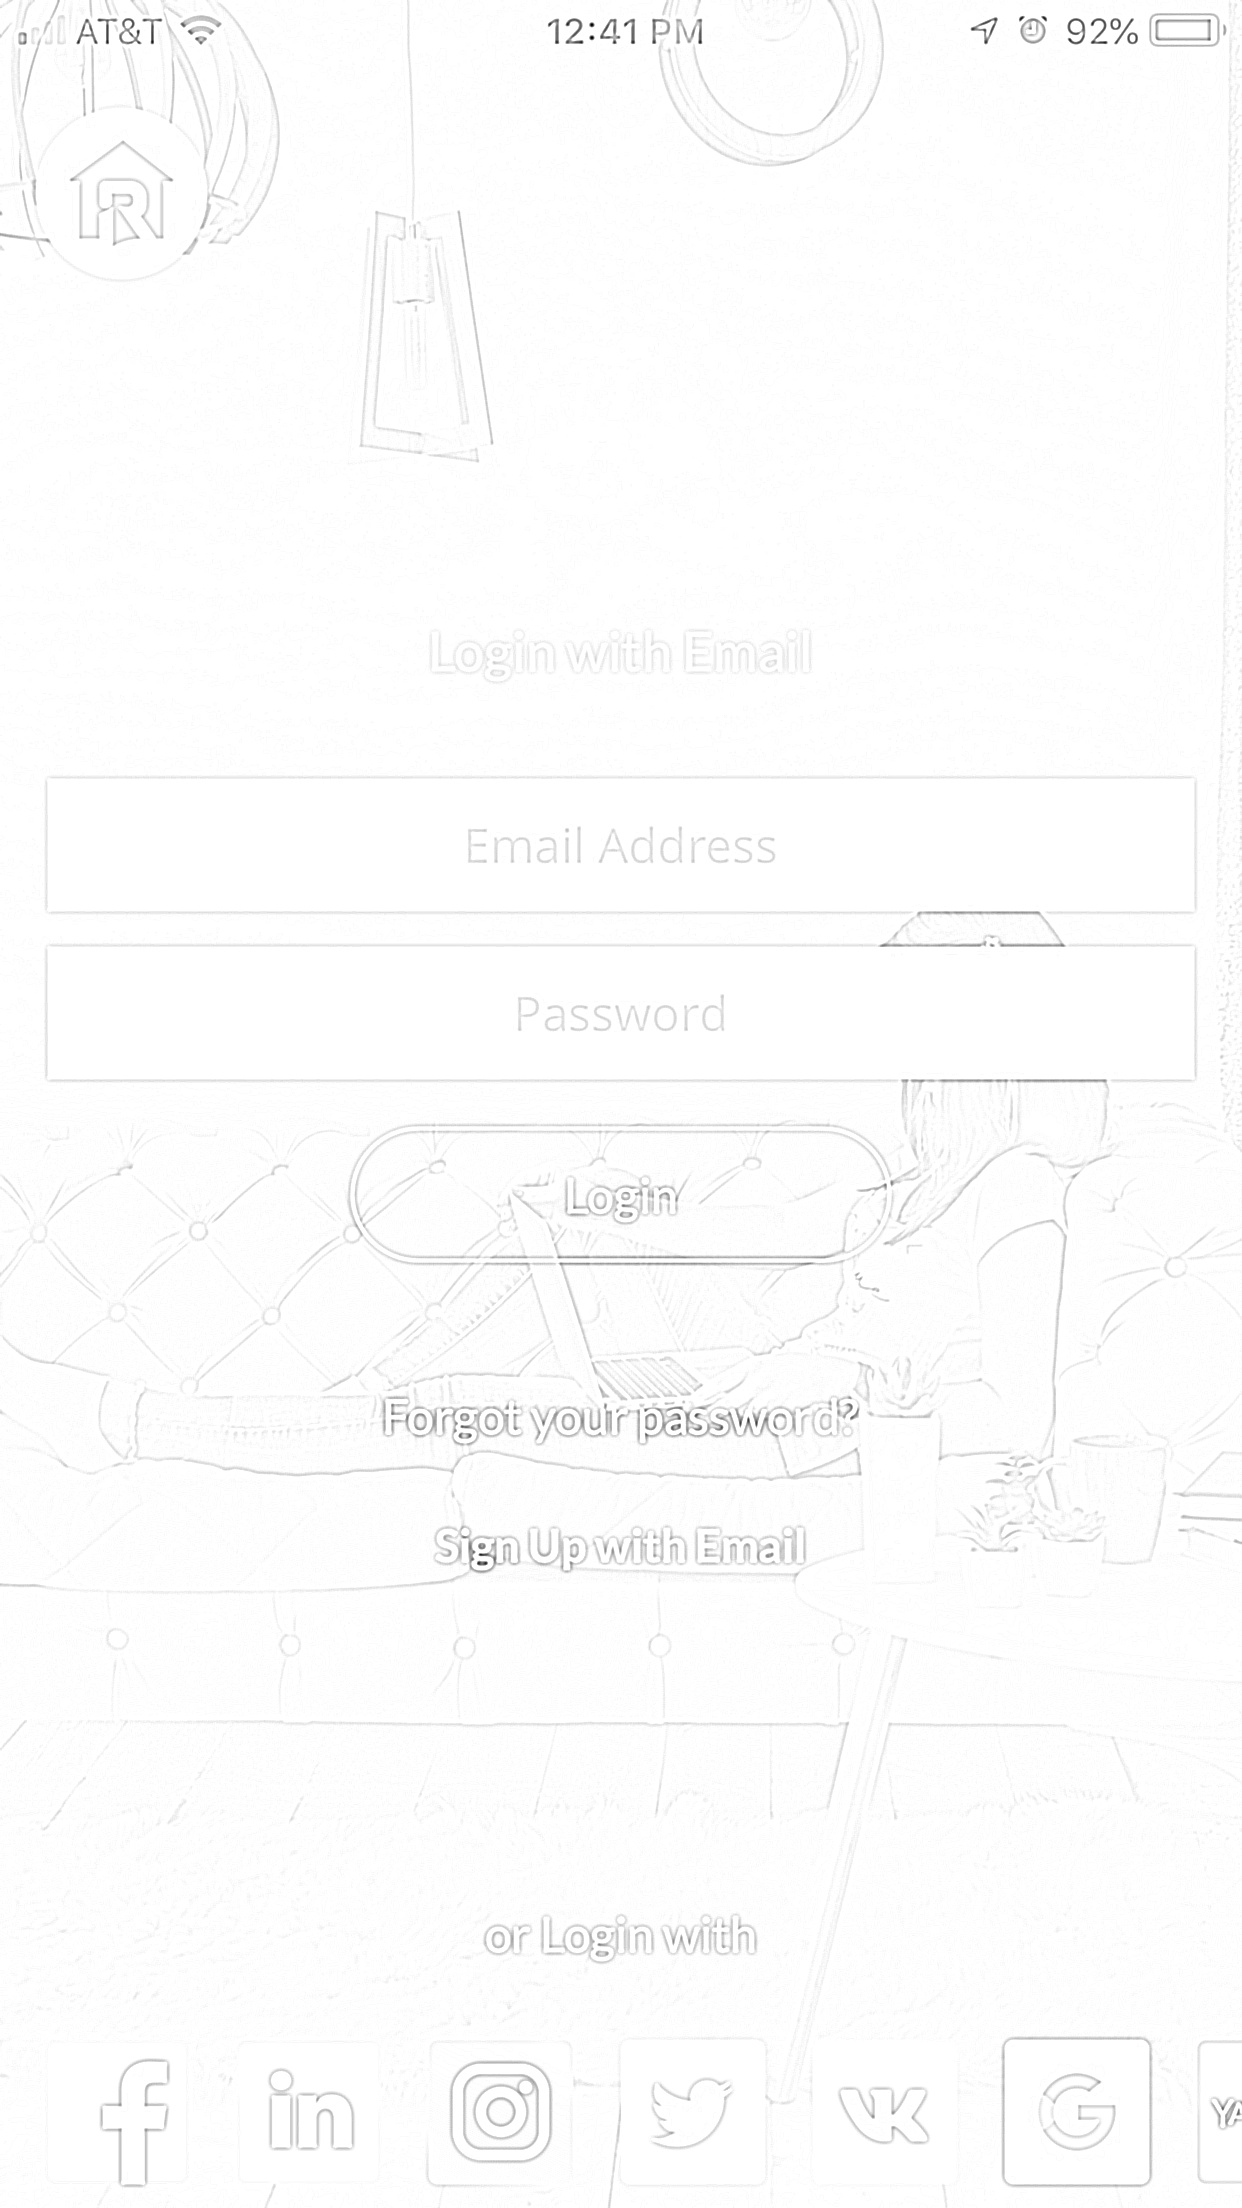 AT&T 12:41 PM 92%
R
Login with Email
Email Address
Password
Login
Forgot your password?
Sign Up with Email
or Login with
f in VK G YA